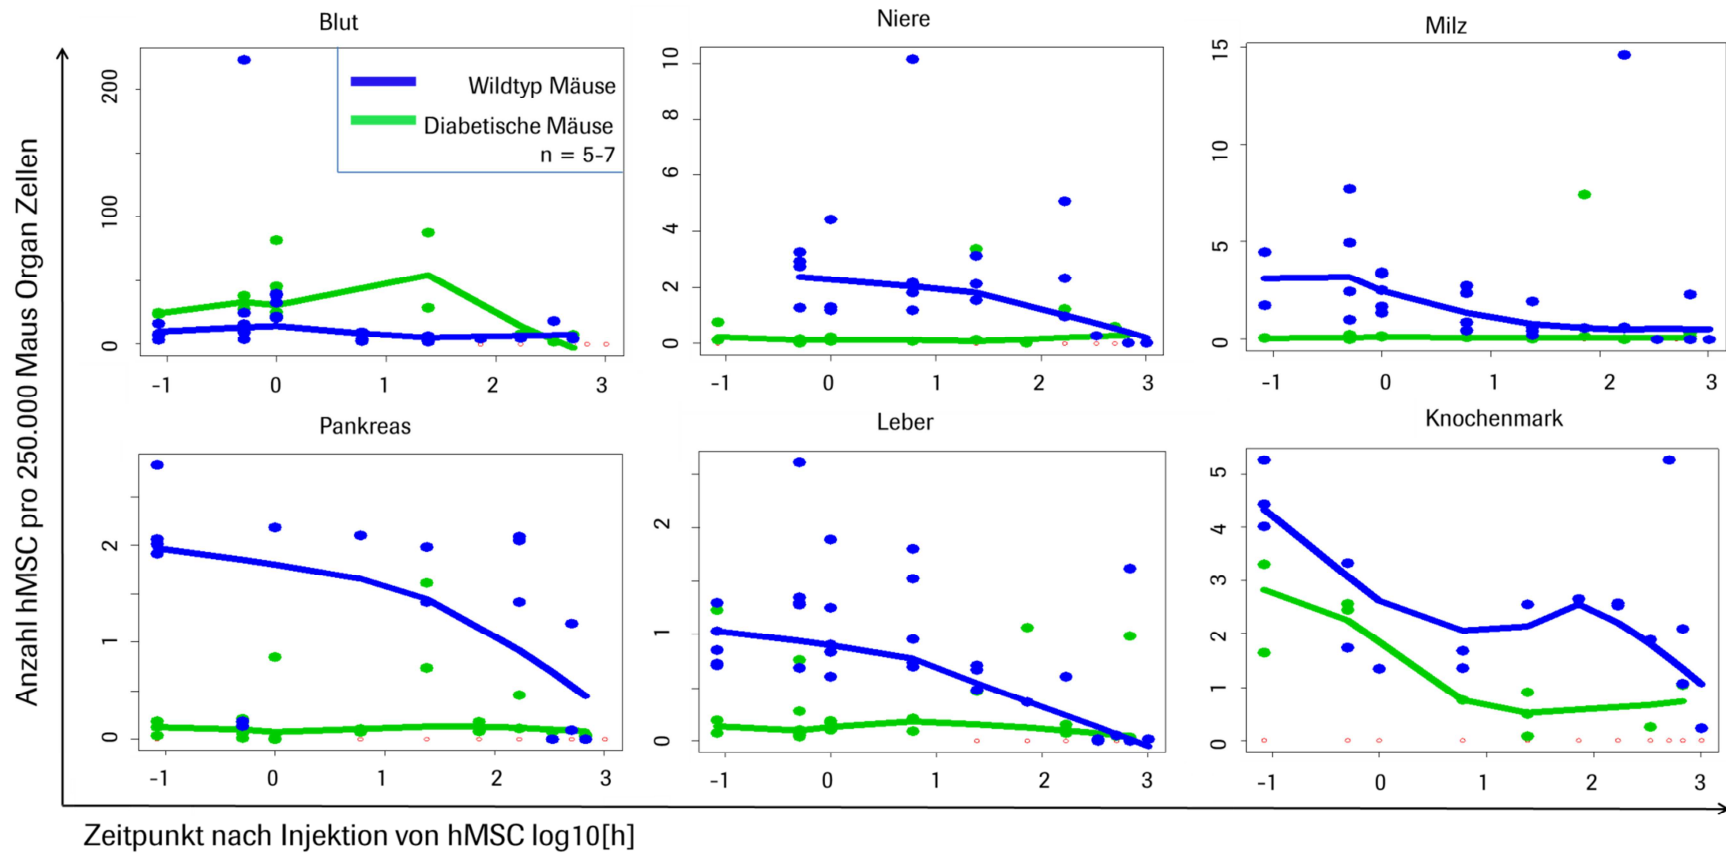 Blut
Niere
Milz
Anzahl hMSC pro 250.000 Maus Organ Zellen
200
100
0
-1 0 1 2 3
Wildtyp Mäuse
Diabetische Mäuse
n = 5-7
10
8
6
4
2
0
-1 0 1 2 3
15
10
5
0
-1 0 1 2 3
Pankreas
Leber
Knochenmark
2
1
0
-1 0 1 2 3
2
1
0
-1 0 1 2 3
5
4
3
2
1
0
-1 0 1 2 3
Zeitpunkt nach Injektion von hMSC log10[h]